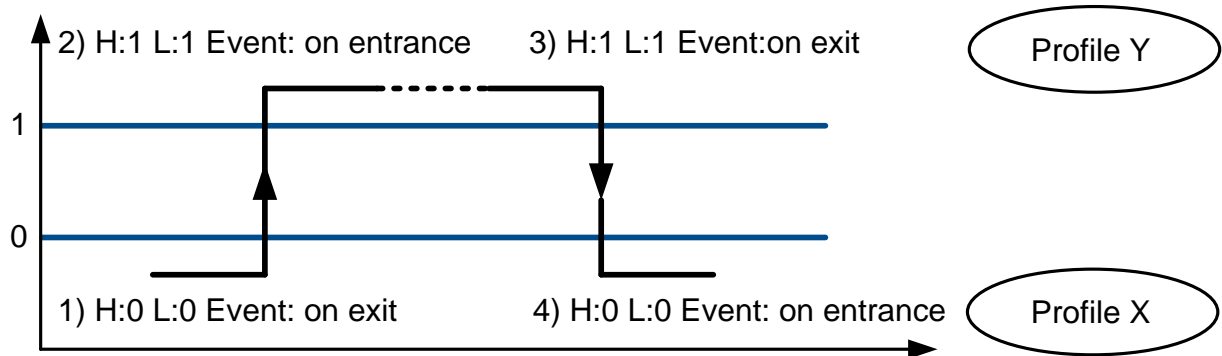 2) H:1 L:1 Event: on entrance
3) H:1 L:1 Event:on exit
Profile Y
1
0
1) H:0 L:0 Event: on exit
4) H:0 L:0 Event: on entrance
Profile X